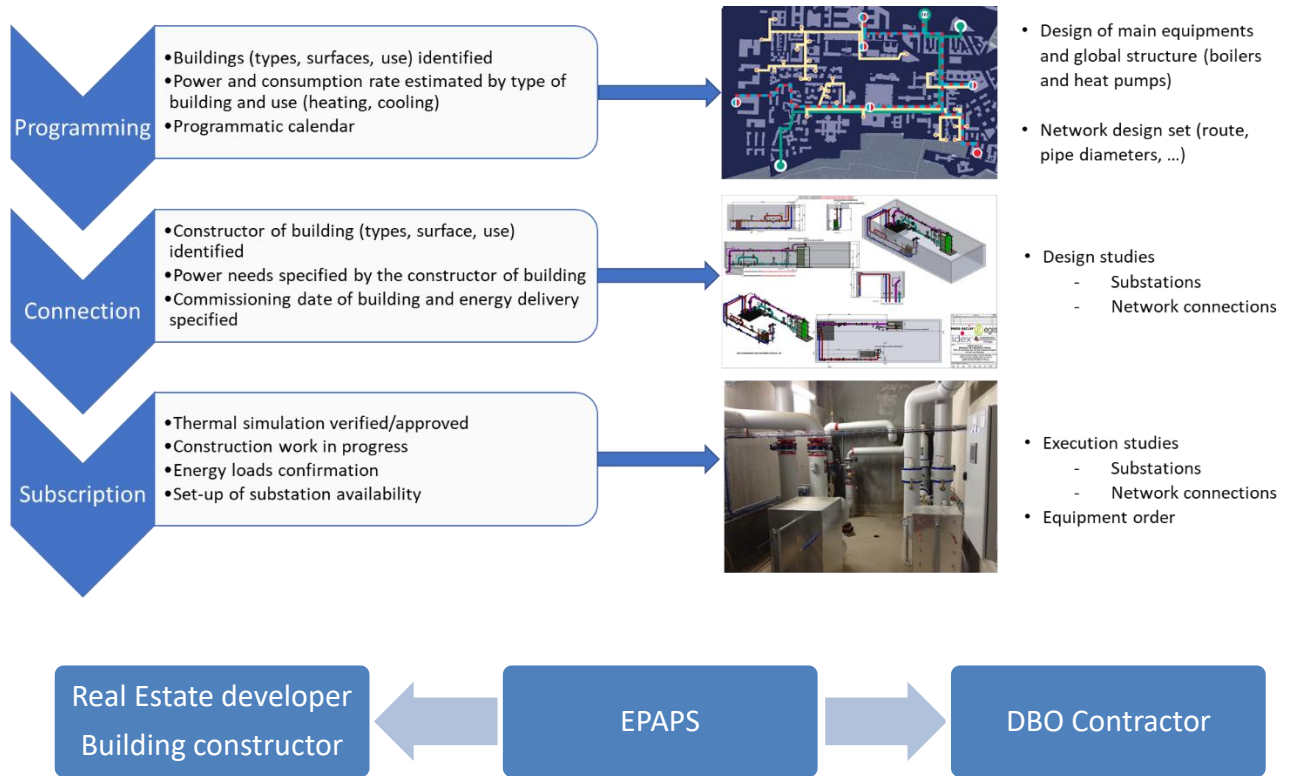 Programming
•Buildings (types, surfaces, use) identified
•Power and consumption rate estimated by type of
building and use (heating, cooling)
•Programmatic calendar
• Design of main equipments
and global structure (boilers
and heat pumps)
• Network design set (route,
pipe diameters, ...)
Connection
•Constructor of building (types, surface, use)
identified
•Power needs specified by the constructor of building
•Commissioning date of building and energy delivery
specified
idex
egis
• Design studies
- Substations
- Network connections
Subscription
•Thermal simulation verified/approved
•Construction work in progress
•Energy loads confirmation
•Set-up of substation availability
• Execution studies
- Substations
- Network connections
• Equipment order
Real Estate developer
Building constructor
EPAPS
DBO Contractor